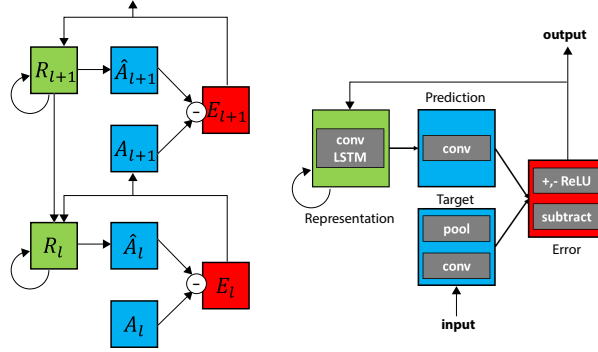 R_{l+1}
Â_{l+1}
E_{l+1}
-
A_{l+1}
R_l
Â_l
E_l
-
A_l
output
Prediction
conv
LSTM
conv
Representation
Target
pool
conv
+,- ReLU
subtract
Error
input